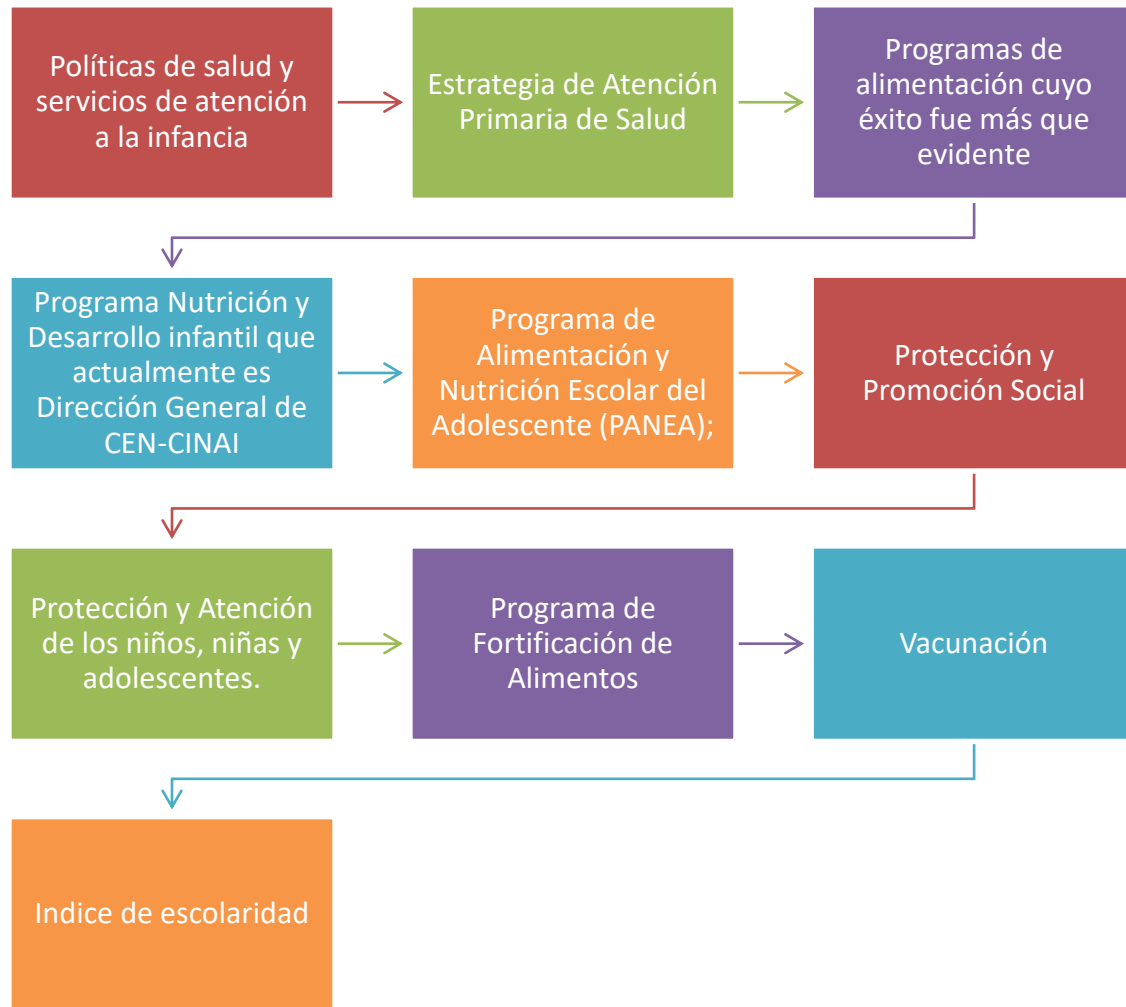 Políticas de salud y
servicios de atención
a la infancia
Estrategia de Atención
Primaria de Salud
Programas de
alimentación cuyo
éxito fue más que
evidente
Programa Nutrición y
Desarrollo infantil que
actualmente es
Dirección General de
CEN-CINAI
Programa de
Alimentación y
Nutrición Escolar del
Adolescente (PANEA);
Protección y
Promoción Social
Protección y Atención
de los niños, niñas y
adolescentes.
Programa de
Fortificación de
Alimentos
Vacunación
Indice de escolaridad